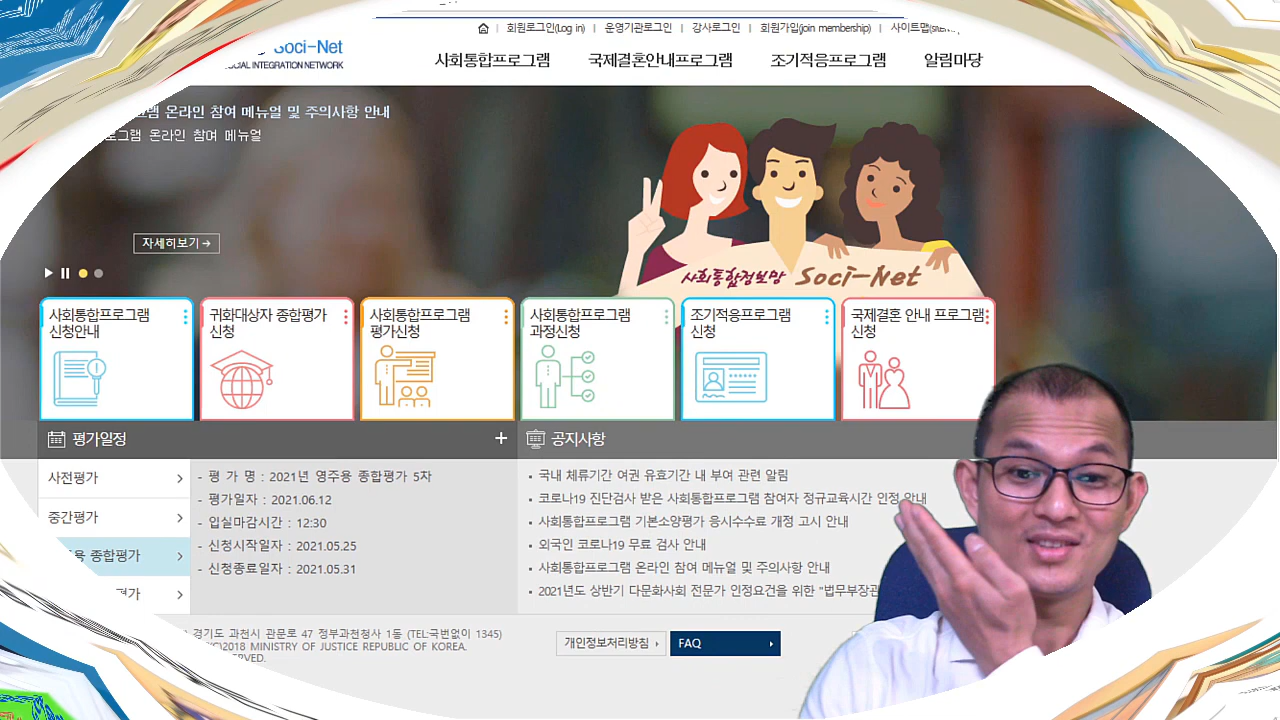 회원로그인(Log in) | 운영기관로그인 | 강사로그인 | 회원가입(join membership) | 사이트맵
Soci-Net
SOCIAL INTEGRATION NETWORK
사회통합프로그램 국제결혼안내프로그램 조기적응프로그램 알림마당
온라인 참여 메뉴얼 및 주의사항 안내
온라인 참여 메뉴얼
자세히보기→
사회통합정보망 Soci-Net
사회통합프로그램
신청안내
귀화대상자 종합평가
신청
사회통합프로그램
평가신청
사회통합프로그램
과정신청
조기적응프로그램
신청
국제결혼 안내 프로그램
신청
평가일정 +
사전평가
중간평가
종합평가
- 평 가 명 : 2021년 영주용 종합평가 5차
- 평가일자 : 2021.06.12
- 입실마감시간 : 12:30
- 신청시작일자 : 2021.05.25
- 신청종료일자 : 2021.05.31
공지사항
국내 체류기간 여권 유효기간 내 부여 관련 알림
코로나19 진단검사 받은 사회통합프로그램 참여자 정규교육시간 인정 안내
사회통합프로그램 기본소양평가 응시수수료 개정 고시 안내
외국인 코로나19 무료 검사 안내
사회통합프로그램 온라인 참여 메뉴얼 및 주의사항 안내
2021년도 상반기 다문화사회 전문가 인정요건을 위한 "법무부장관
경기도 과천시 관문로 47 정부과천청사 1동 (TEL:국번없이 1345)
2018 MINISTRY OF JUSTICE REPUBLIC OF KOREA.
개인정보처리방침
FAQ